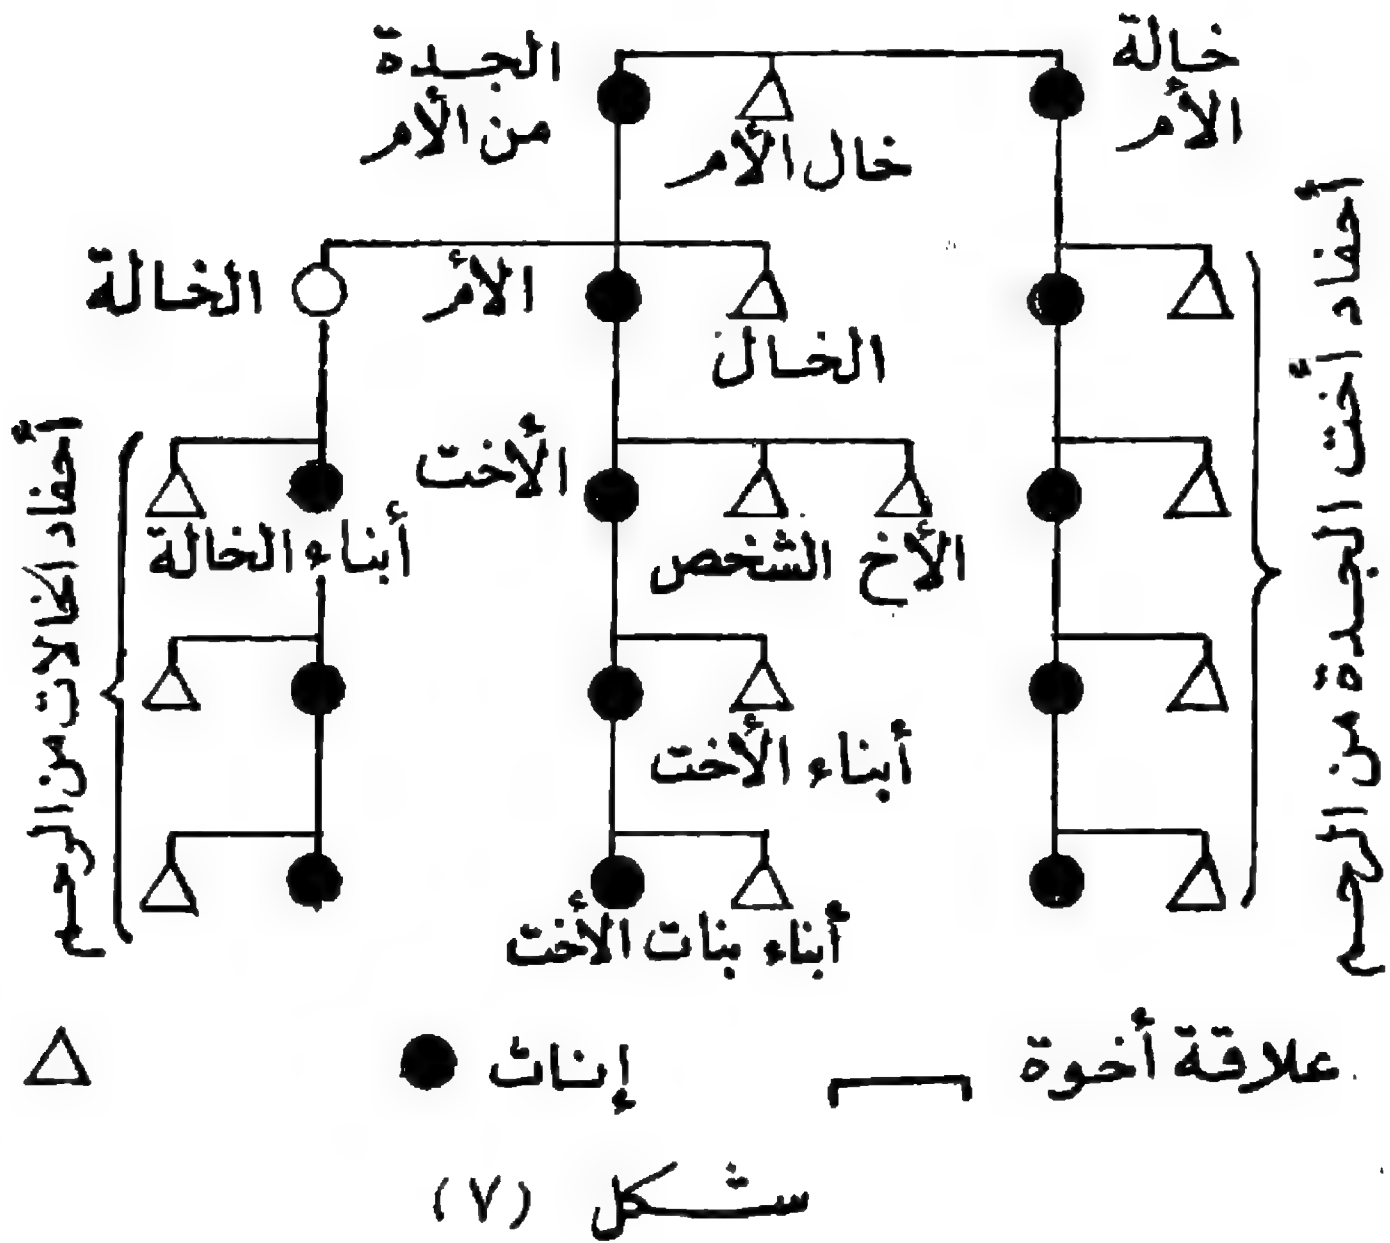 خالة
الأم
الجدة
من الأم
خال الأم
الأم
الخالة
الخال
الأخت
الأخ
الشخص
أبناء الخالة
أبناء الأخت
أبناء بنات الأخت
أحفاد أخت الجدة من الرحم
أحفاد الخالات من الرحم
علاقة أخوة
إناث
شكل (٧)